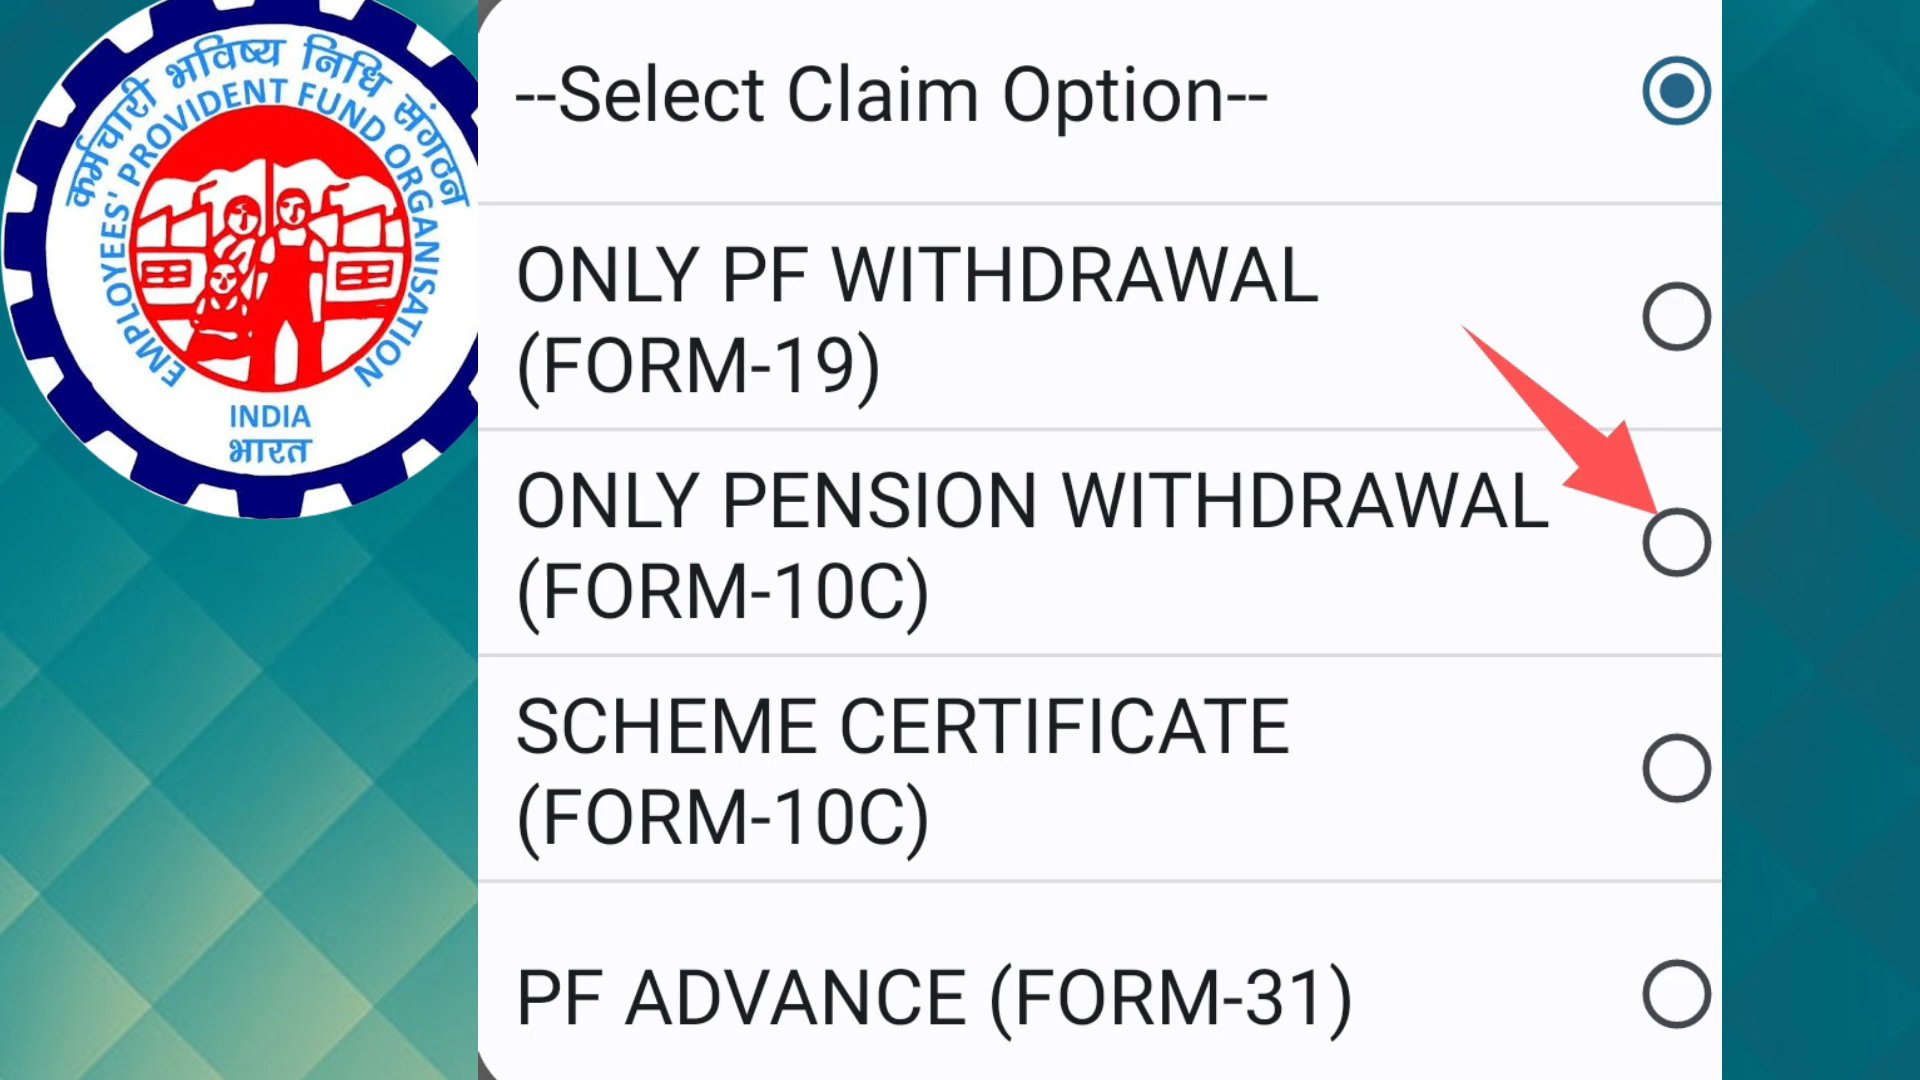 कर्मचारी भविष्य निधि संगठन
EMPLOYEES' PROVIDENT FUND ORGANISATION
INDIA
भारत
--Select Claim Option--
ONLY PF WITHDRAWAL
(FORM-19)
ONLY PENSION WITHDRAWAL
(FORM-10C)
SCHEME CERTIFICATE
(FORM-10C)
PF ADVANCE (FORM-31)